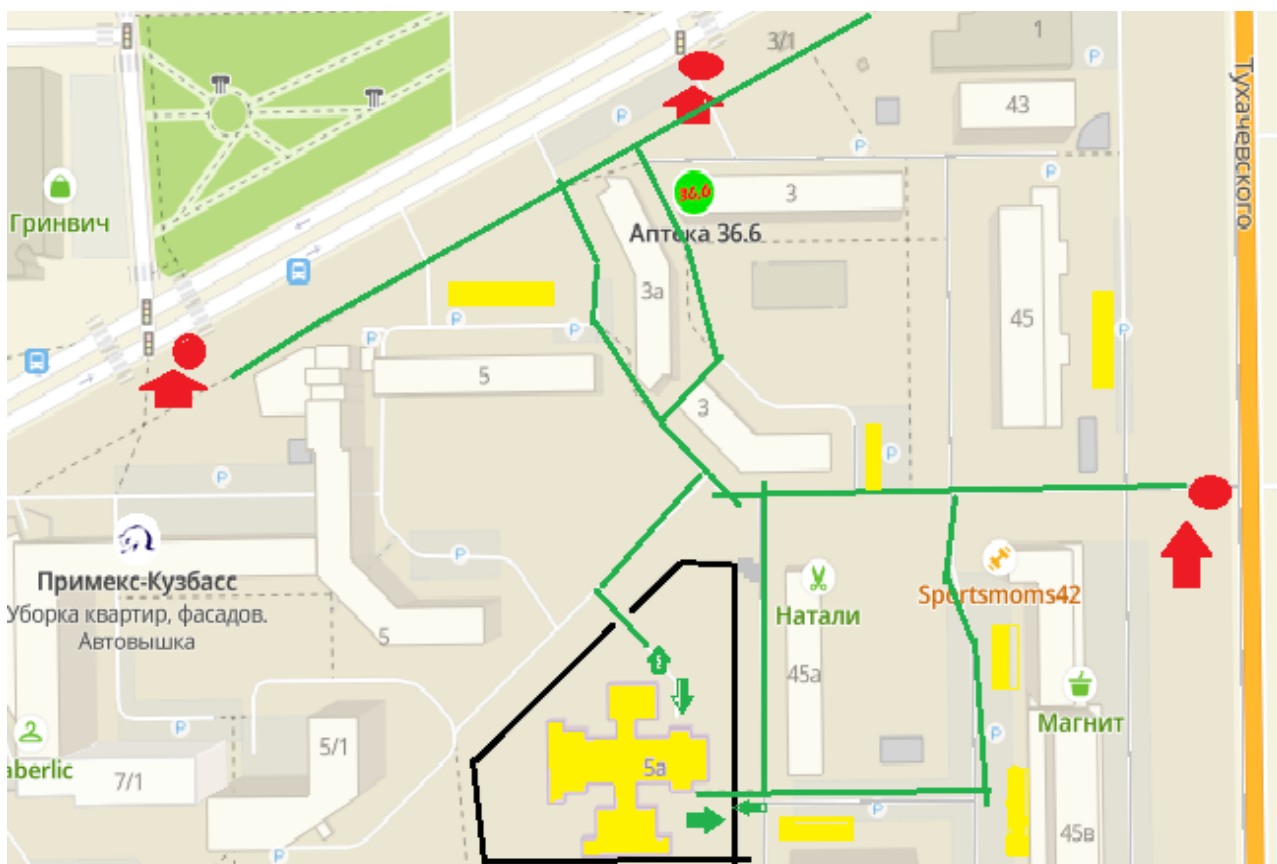 3/1
1
P
43
P
P
Тухачевского
P
36.6
3
Гринвич
Аптека 36.6
3а
P
P
P
45
P
5
3
P
P
P
Примекс-Кузбасс
Уборка квартир, фасадов.
Автовышка
Sportsmoms42
Натали
5
45а
P
Магнит
P
5/1
5а
aberlic
7/1
P
45в
P